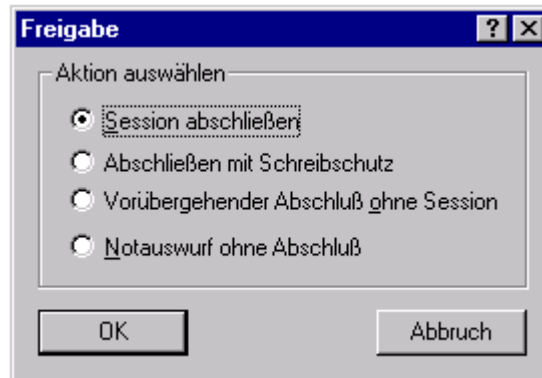 Freigabe
Aktion auswählen
Session abschließen
Abschließen mit Schreibschutz
Vorübergehender Abschluß ohne Session
Notauswurf ohne Abschluß
OK Abbruch